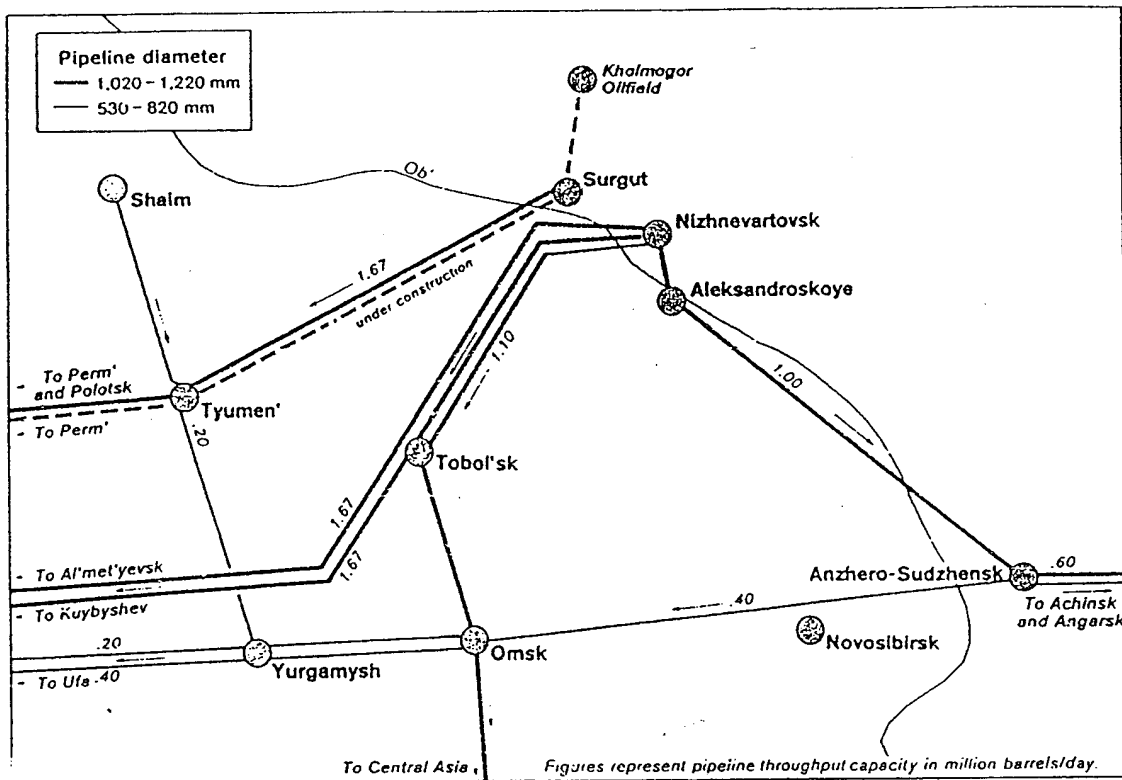 Pipeline diameter
1,020 – 1,220 mm
530 – 820 mm
Kholmogor
Oilfield
Ob'
Shaim
Surgut
Nizhnevartovsk
1.67
under construction
Aleksandroskoye
1.10
1.00
To Perm'
and Polotsk
Tyumen'
To Perm'
.20
Tobol'sk
1.67
1.67
To Al'met'yevsk
Anzhero-Sudzhensk
.60
To Kuybyshev
.40
To Achinsk
and Angarsk
.20
Novosibirsk
Omsk
Yurgamysh
To Ufa .40
To Central Asia
Figures represent pipeline throughput capacity in million barrels/day.